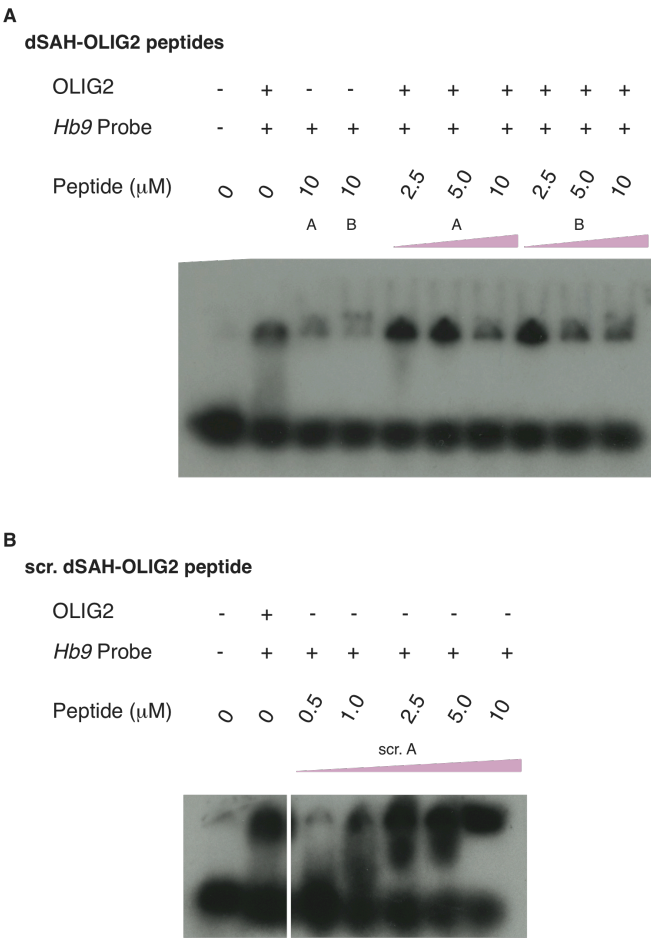 A
dSAH-OLIG2 peptides
OLIG2 - + - - + + + + + +
Hb9 Probe - + + + + + + + + +
Peptide (μM) 0 0 10 10 2.5 5.0 10 2.5 5.0 10
A B A B
B
scr. dSAH-OLIG2 peptide
OLIG2 - + - - - - -
Hb9 Probe - + + + + + +
Peptide (μM) 0 0 0.5 1.0 2.5 5.0 10
scr. A